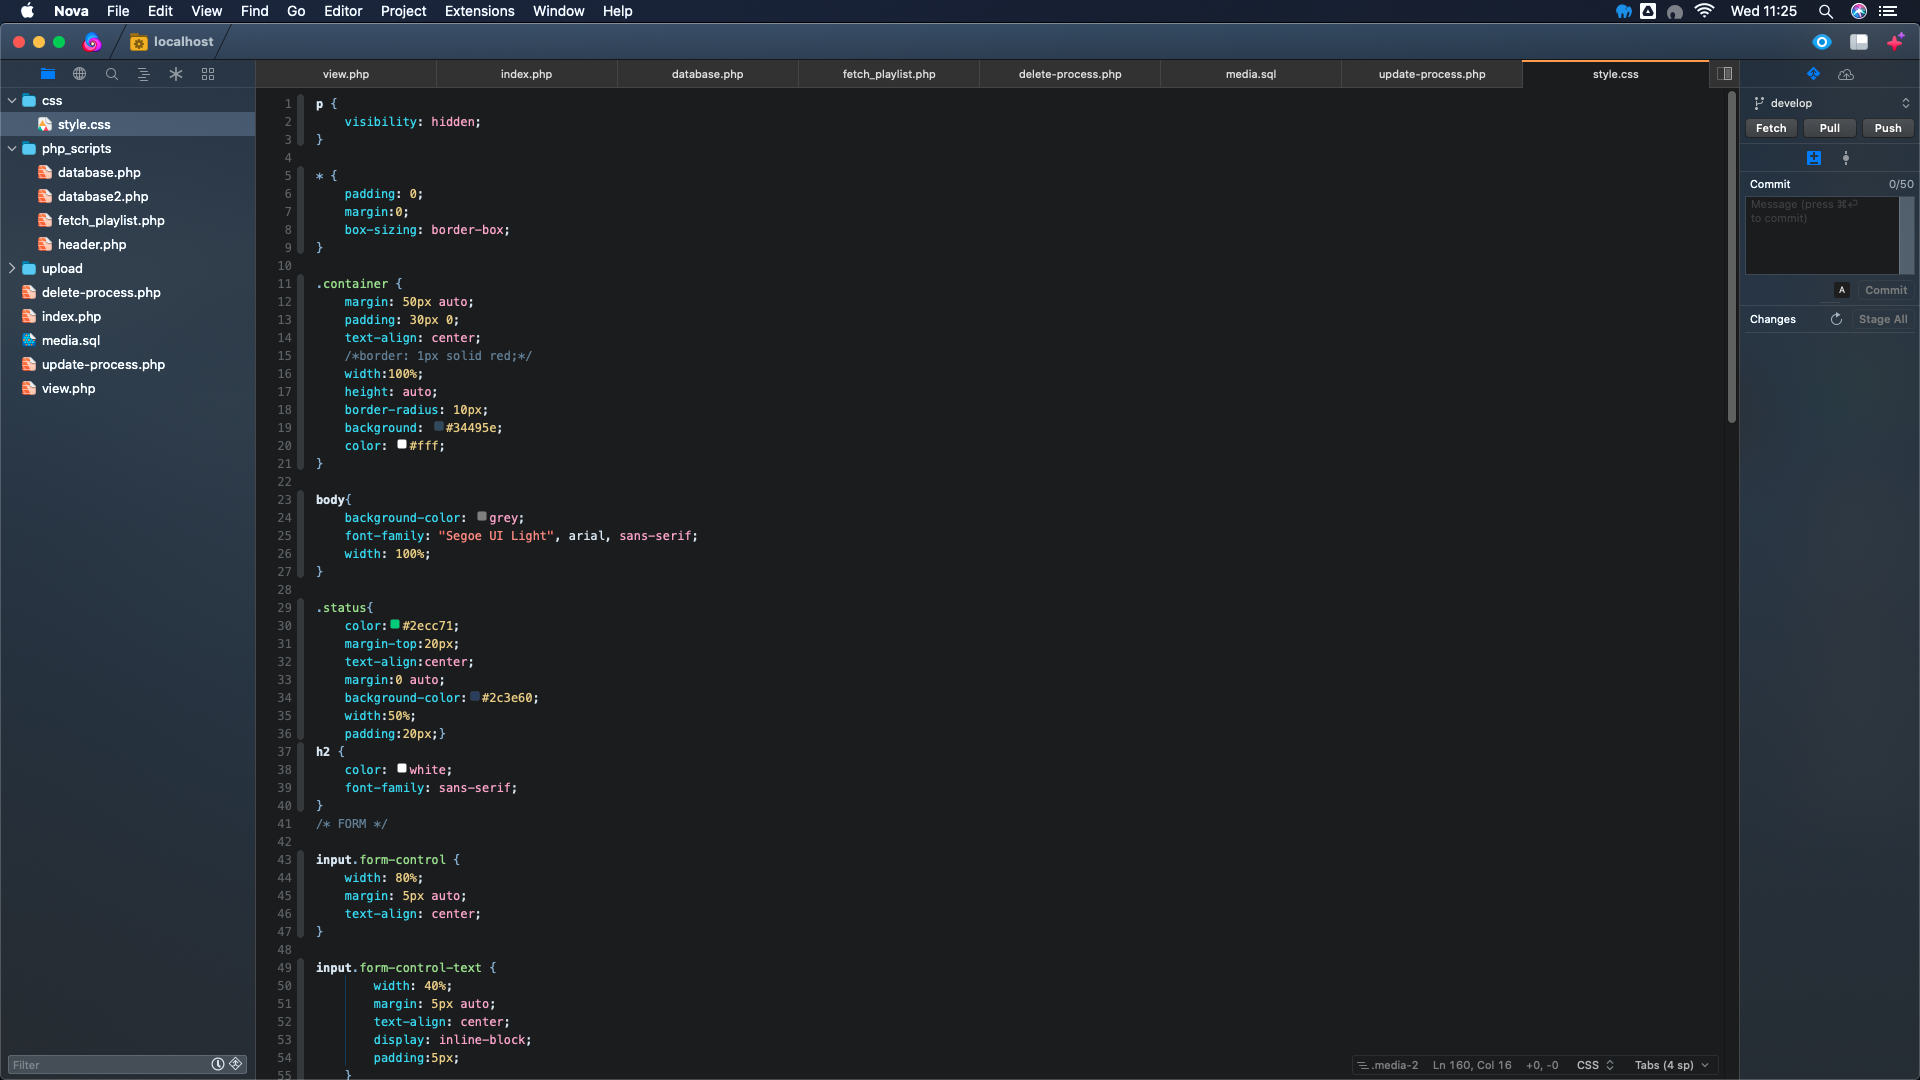 Nova File Edit View Find Go Editor Project Extensions Window Help Wed 11:25
localhost
view.php index.php database.php fetch_playlist.php delete-process.php media.sql update-process.php style.css
css
style.css
php_scripts
database.php
database2.php
fetch_playlist.php
header.php
upload
delete-process.php
index.php
media.sql
update-process.php
view.php
Filter
1 p {
2 visibility: hidden;
3 }
4
5 * {
6 padding: 0;
7 margin:0;
8 box-sizing: border-box;
9 }
10
11 .container {
12 margin: 50px auto;
13 padding: 30px 0;
14 text-align: center;
15 /*border: 1px solid red;*/
16 width:100%;
17 height: auto;
18 border-radius: 10px;
19 background: #34495e;
20 color: #fff;
21 }
22
23 body{
24 background-color: grey;
25 font-family: "Segoe UI Light", arial, sans-serif;
26 width: 100%;
27 }
28
29 .status{
30 color: #2ecc71;
31 margin-top:20px;
32 text-align:center;
33 margin:0 auto;
34 background-color: #2c3e60;
35 width:50%;
36 padding:20px;}
37 h2 {
38 color: white;
39 font-family: sans-serif;
40 }
41 /* FORM */
42
43 input.form-control {
44 width: 80%;
45 margin: 5px auto;
46 text-align: center;
47 }
48
49 input.form-control-text {
50 width: 40%;
51 margin: 5px auto;
52 text-align: center;
53 display: inline-block;
54 padding:5px;
55 }
.media-2 Ln 160, Col 16 +0, -0 CSS Tabs (4 sp)
develop
Fetch Pull Push
Commit 0/50
Message (press ⌘⏎
to commit)
A Commit
Changes Stage All